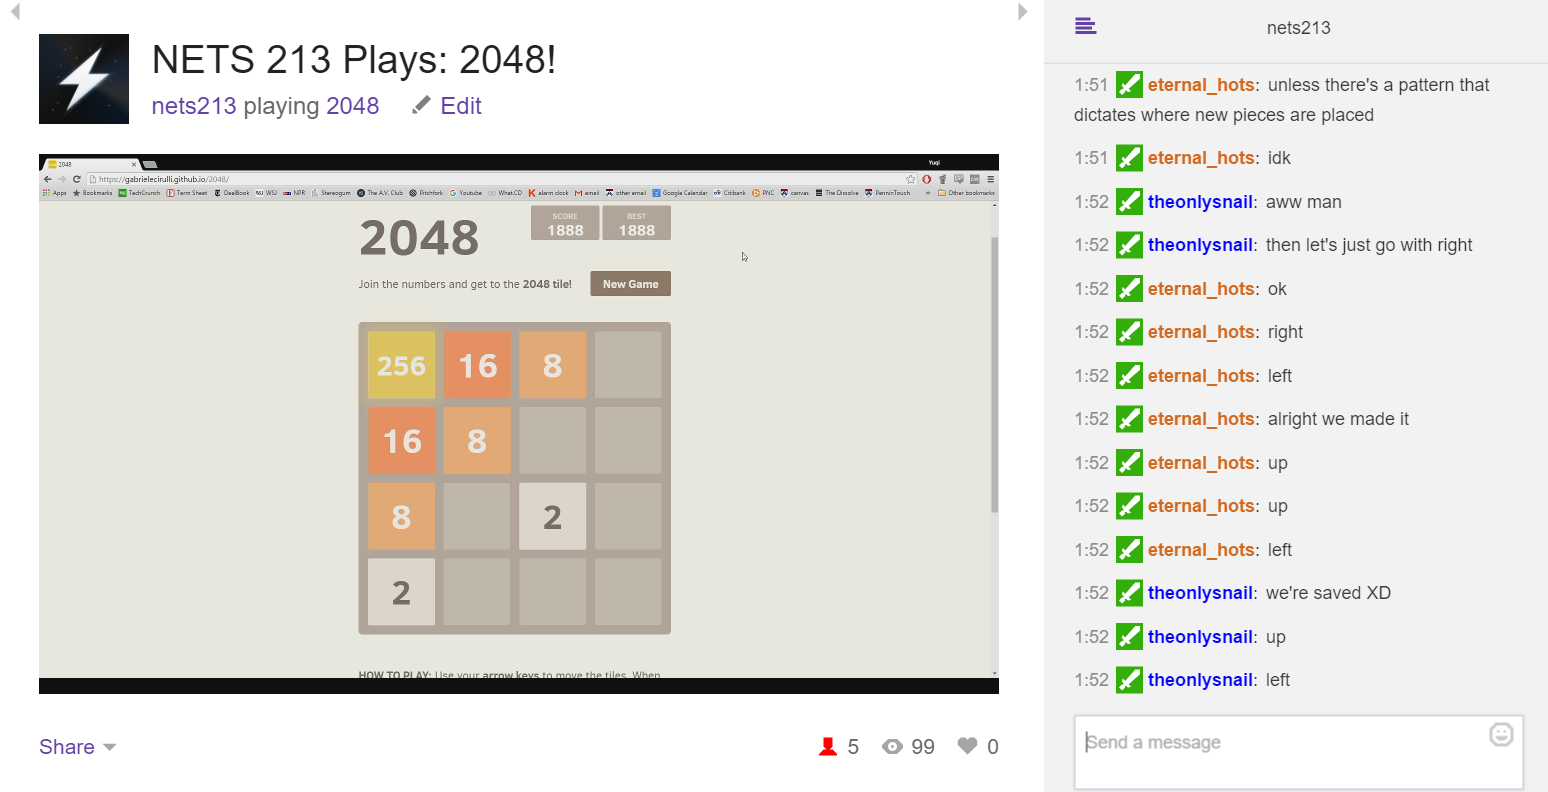 NETS 213 Plays: 2048!
nets213 playing 2048 Edit
2048
Yuqi
https://gabrielecirulli.github.io/2048/
Apps Bookmarks TechCrunch Term Sheet DealBook WSJ NPR Stereogum The A.V. Club Pitchfork Youtube What.CD alarm clock email other email Google Calendar Citibank PNC canvas The Dissolve PennInTouch » Other bookmarks
2048
SCORE
1888
BEST
1888
Join the numbers and get to the 2048 tile!
New Game
256 16 8
16 8
8 2
2
HOW TO PLAY: Use your arrow keys to move the tiles. When
Share
5 99 0
nets213
1:51 eternal_hots: unless there's a pattern that
dictates where new pieces are placed
1:51 eternal_hots: idk
1:52 theonlysnail: aww man
1:52 theonlysnail: then let's just go with right
1:52 eternal_hots: ok
1:52 eternal_hots: right
1:52 eternal_hots: left
1:52 eternal_hots: alright we made it
1:52 eternal_hots: up
1:52 eternal_hots: up
1:52 eternal_hots: left
1:52 theonlysnail: we're saved XD
1:52 theonlysnail: up
1:52 theonlysnail: left
Send a message